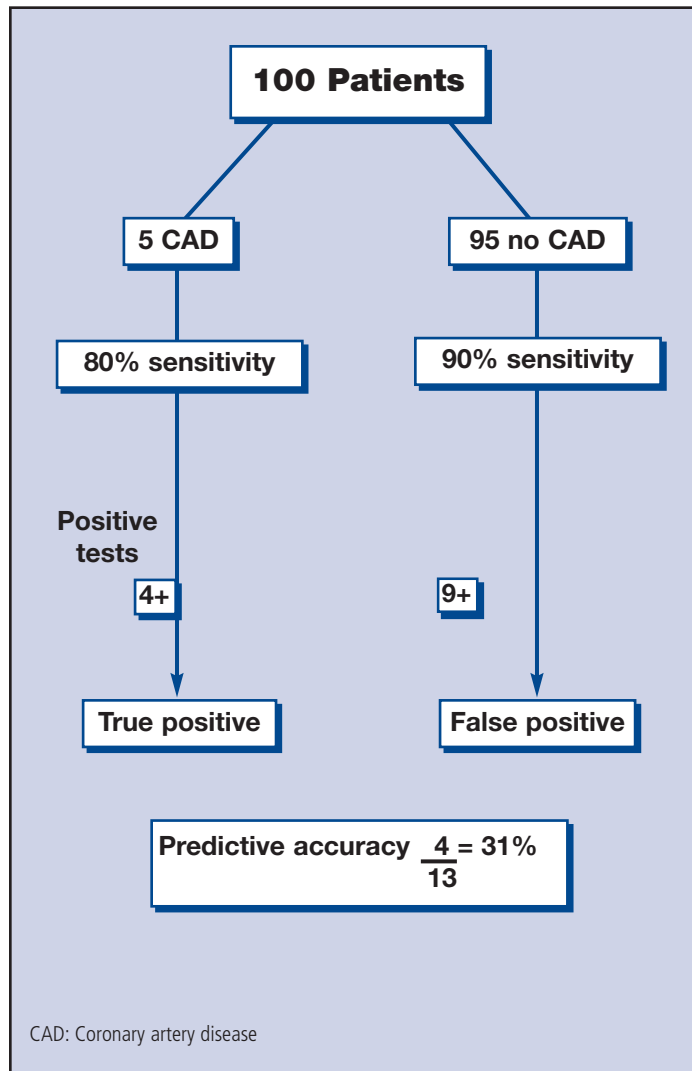 100 Patients
5 CAD
95 no CAD
80% sensitivity
90% sensitivity
Positive
tests
4+
9+
True positive
False positive
Predictive accuracy 4 = 31%
13
CAD: Coronary artery disease